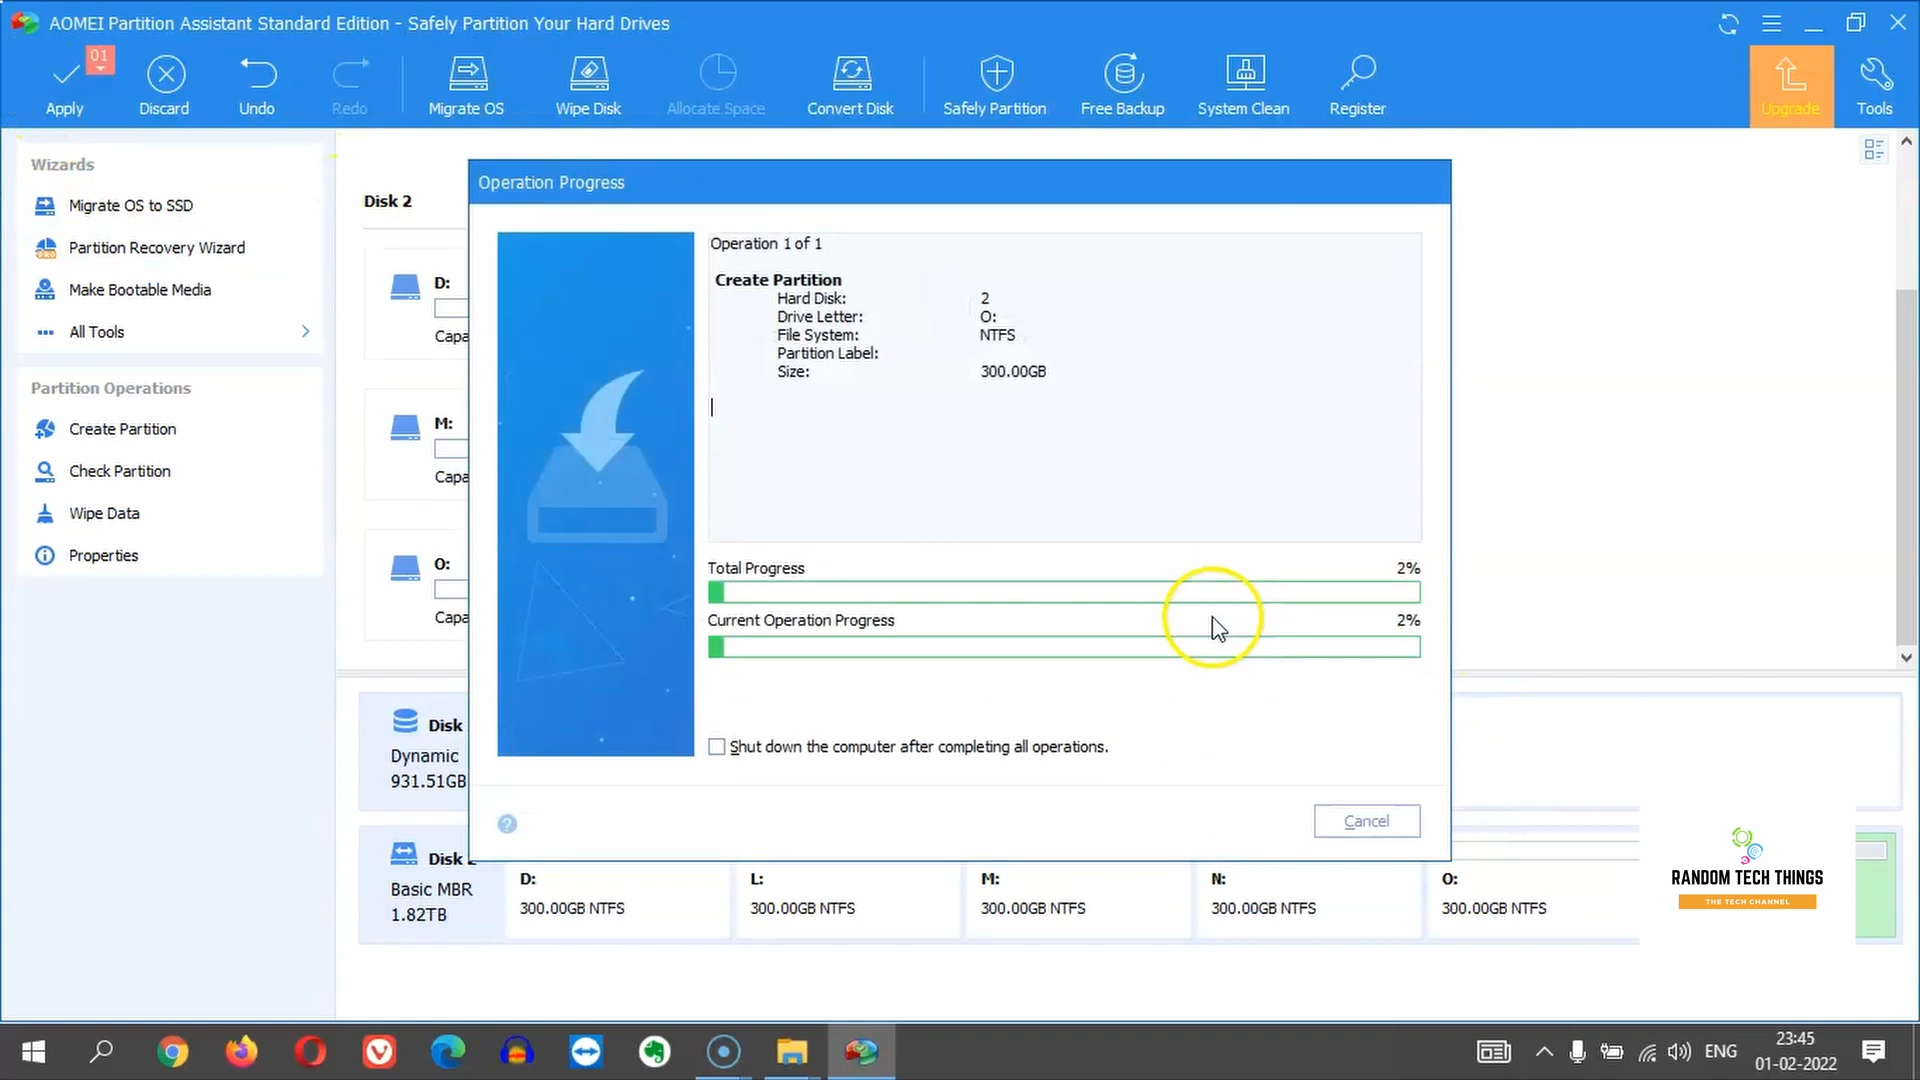 AOMEI Partition Assistant Standard Edition - Safely Partition Your Hard Drives
01
Apply
Discard
Undo
Redo
Migrate OS
Wipe Disk
Allocate Space
Convert Disk
Safely Partition
Free Backup
System Clean
Register
Upgrade
Tools
Wizards
Migrate OS to SSD
Partition Recovery Wizard
PRO
Make Bootable Media
All Tools
Partition Operations
Create Partition
Check Partition
Wipe Data
Properties
Disk 2
D:
Capa
M:
Capa
O:
Capa
Operation Progress
Operation 1 of 1
Create Partition
Hard Disk: 2
Drive Letter: O:
File System: NTFS
Partition Label:
Size: 300.00GB
Total Progress 2%
Current Operation Progress 2%
Shut down the computer after completing all operations.
?
Cancel
Disk
Dynamic
931.51GB
Disk 2
Basic MBR
1.82TB
D:
300.00GB NTFS
L:
300.00GB NTFS
M:
300.00GB NTFS
N:
300.00GB NTFS
O:
300.00GB NTFS
RANDOM TECH THINGS
THE TECH CHANNEL
ENG
23:45
01-02-2022